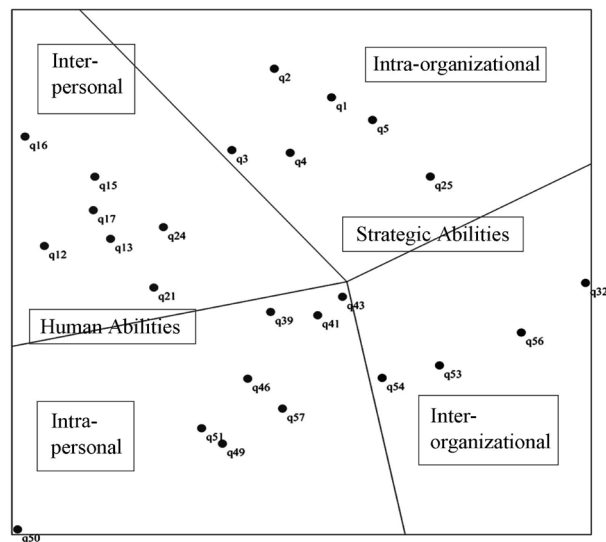 Inter-
personal
Intra-organizational
q2
q1
q5
q16
q3
q4
q15
q25
q17
q24
q12
q13
Strategic Abilities
q21
q43
q32
Human Abilities
q39
q41
q56
q53
q54
q46
Intra-
personal
q57
Inter-
organizational
q51
q49
q50